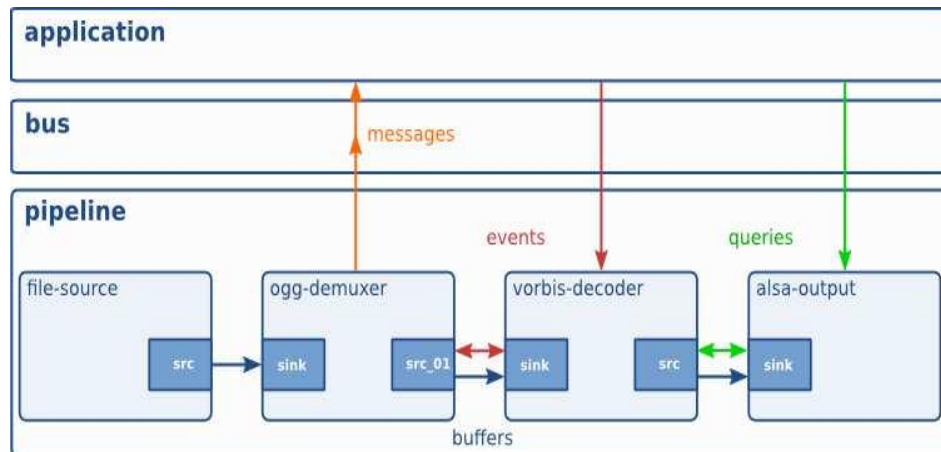 application
bus
messages
pipeline
events
queries
file-source
ogg-demuxer
vorbis-decoder
alsa-output
src
sink
src_01
sink
src
sink
buffers